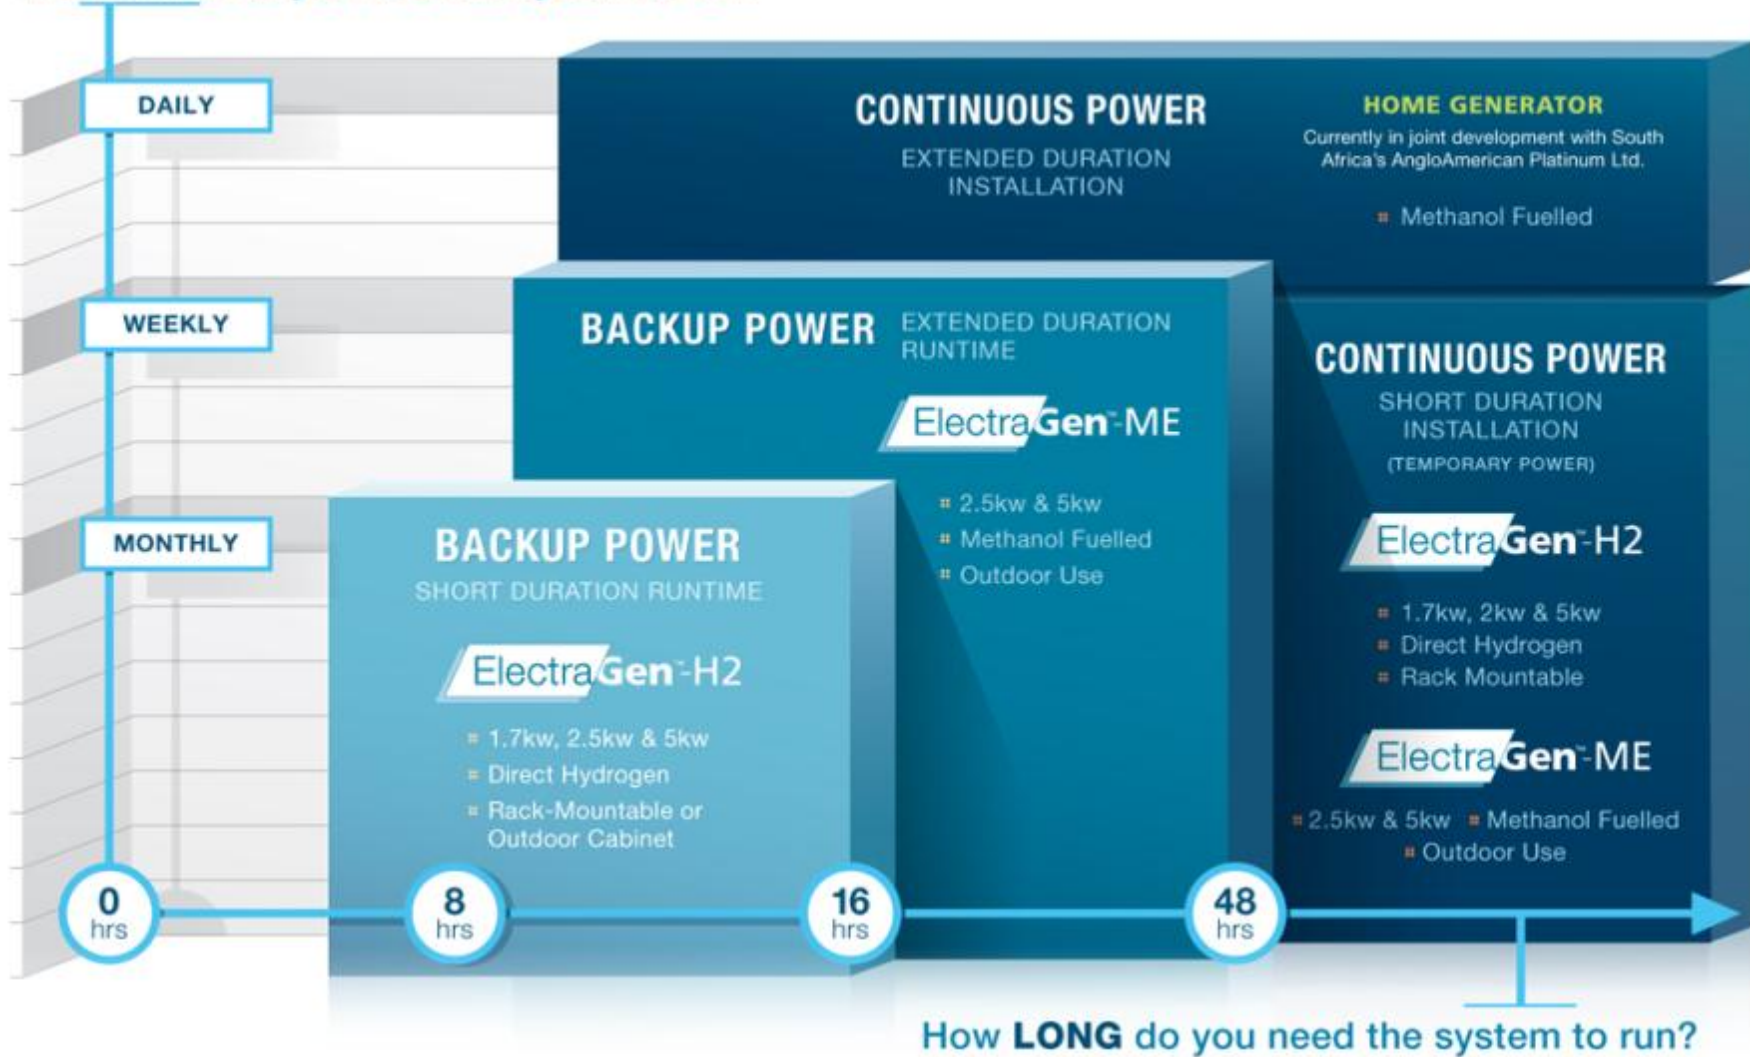 DAILY
CONTINUOUS POWER
EXTENDED DURATION
INSTALLATION
HOME GENERATOR
Currently in joint development with South
Africa's AngloAmerican Platinum Ltd.
Methanol Fuelled
WEEKLY
BACKUP POWER
EXTENDED DURATION
RUNTIME
ElectraGen™-ME
2.5kw & 5kw
Methanol Fuelled
Outdoor Use
CONTINUOUS POWER
SHORT DURATION
INSTALLATION
(TEMPORARY POWER)
ElectraGen™-H2
1.7kw, 2kw & 5kw
Direct Hydrogen
Rack Mountable
ElectraGen™-ME
2.5kw & 5kw Methanol Fuelled
Outdoor Use
MONTHLY
BACKUP POWER
SHORT DURATION RUNTIME
ElectraGen™-H2
1.7kw, 2.5kw & 5kw
Direct Hydrogen
Rack-Mountable or
Outdoor Cabinet
0
hrs
8
hrs
16
hrs
48
hrs
How LONG do you need the system to run?